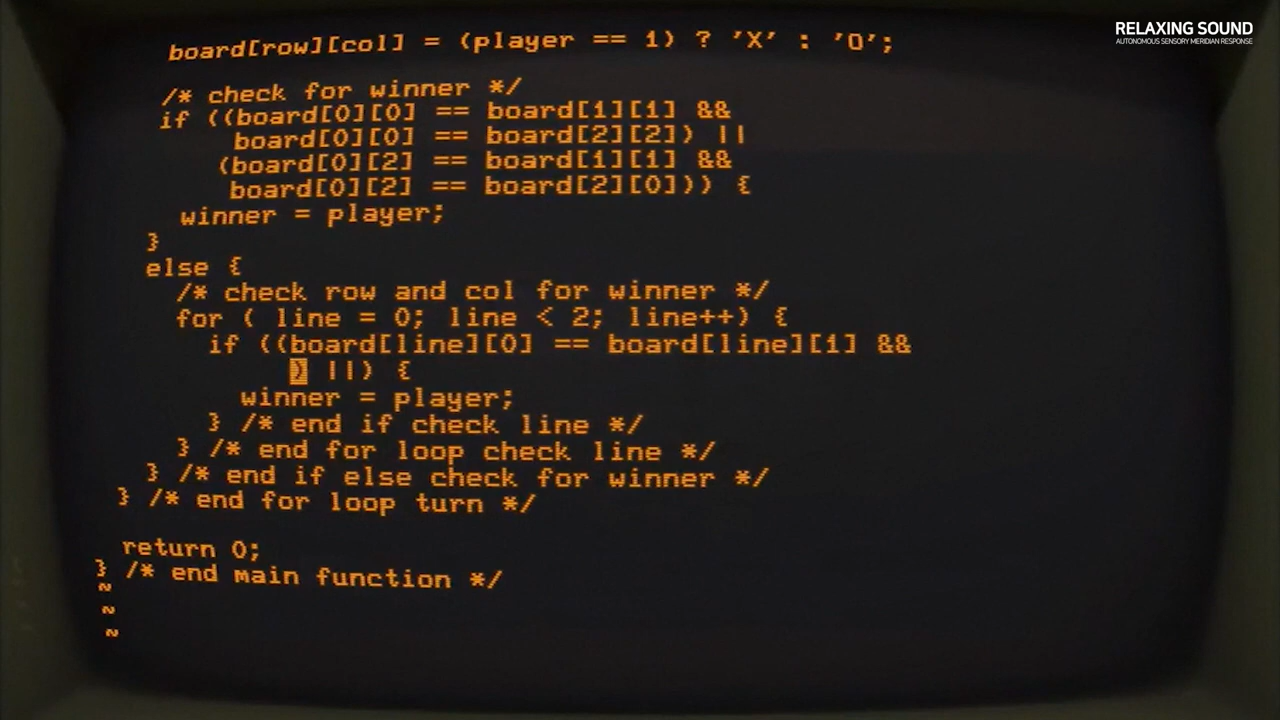 RELAXING SOUND
AUTONOMOUS SENSORY MERIDIAN RESPONSE
board[row][col] = (player == 1) ? 'X' : 'O';
/* check for winner */
if ((board[0][0] == board[1][1] &&
board[0][0] == board[2][2]) ||
(board[0][2] == board[1][1] &&
board[0][2] == board[2][0])) {
winner = player;
}
else {
/* check row and col for winner */
for ( line = 0; line < 2; line++) {
if ((board[line][0] == board[line][1] &&
) ||) {
winner = player;
} /* end if check line */
} /* end for loop check line */
} /* end if else check for winner */
} /* end for loop turn */
return 0;
} /* end main function */
~
~
~